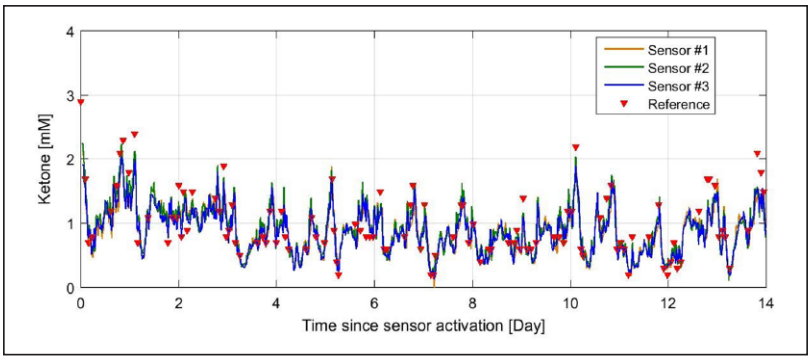 4
3
2
1
0
Ketone [mM]
Sensor #1
Sensor #2
Sensor #3
Reference
0 2 4 6 8 10 12 14
Time since sensor activation [Day]